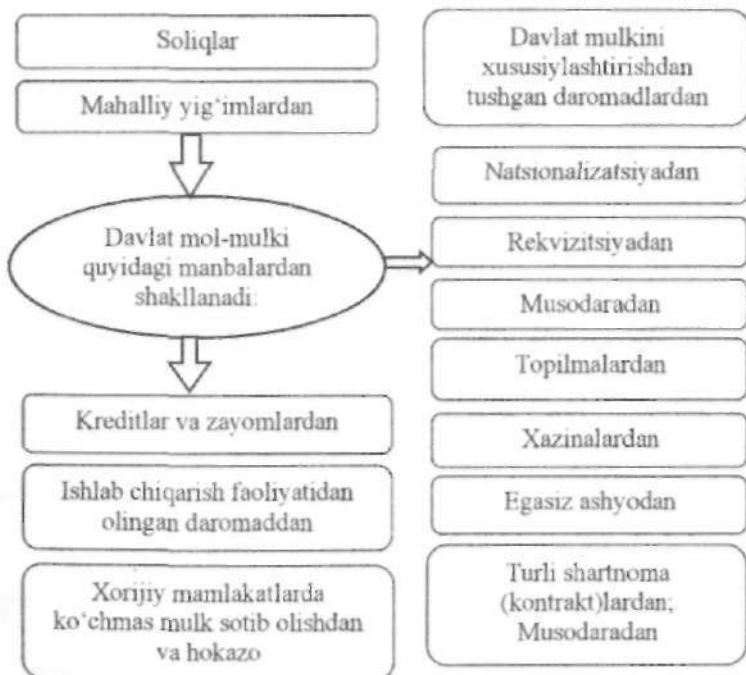 Soliqlar
Mahalliy yig‘imlardan
Davlat mol-mulki
quyidagi manbalardan
shakllanadi:
Kreditlar va zayomlardan
Ishlab chiqarish faoliyatidan
olingan daromaddan
Xorijiy mamlakatlarda
ko‘chmas mulk sotib olishdan
va hokazo
Davlat mulkini
xususiylashtirishdan
tushgan daromadlardan
Natsionalizatsiyadan
Rekvizitsiyadan
Musodaradan
Topilmalardan
Xazinalardan
Egasiz ashyodan
Turli shartnoma
(kontrakt)lardan;
Musodaradan